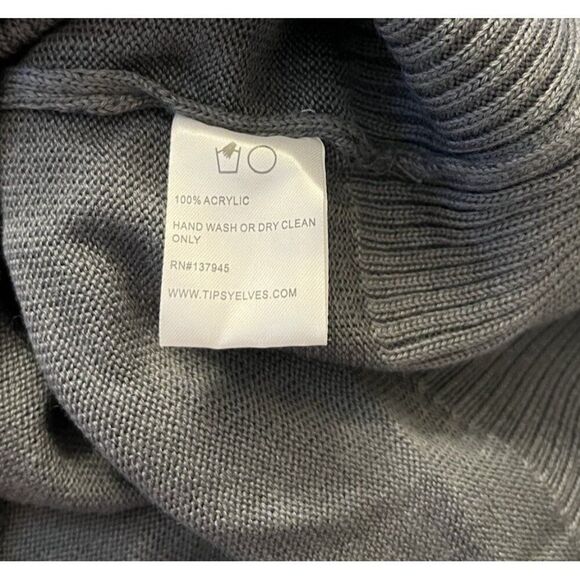 100% ACRYLIC
HAND WASH OR DRY CLEAN
ONLY
RN#137945
WWW.TIPSYELVES.COM